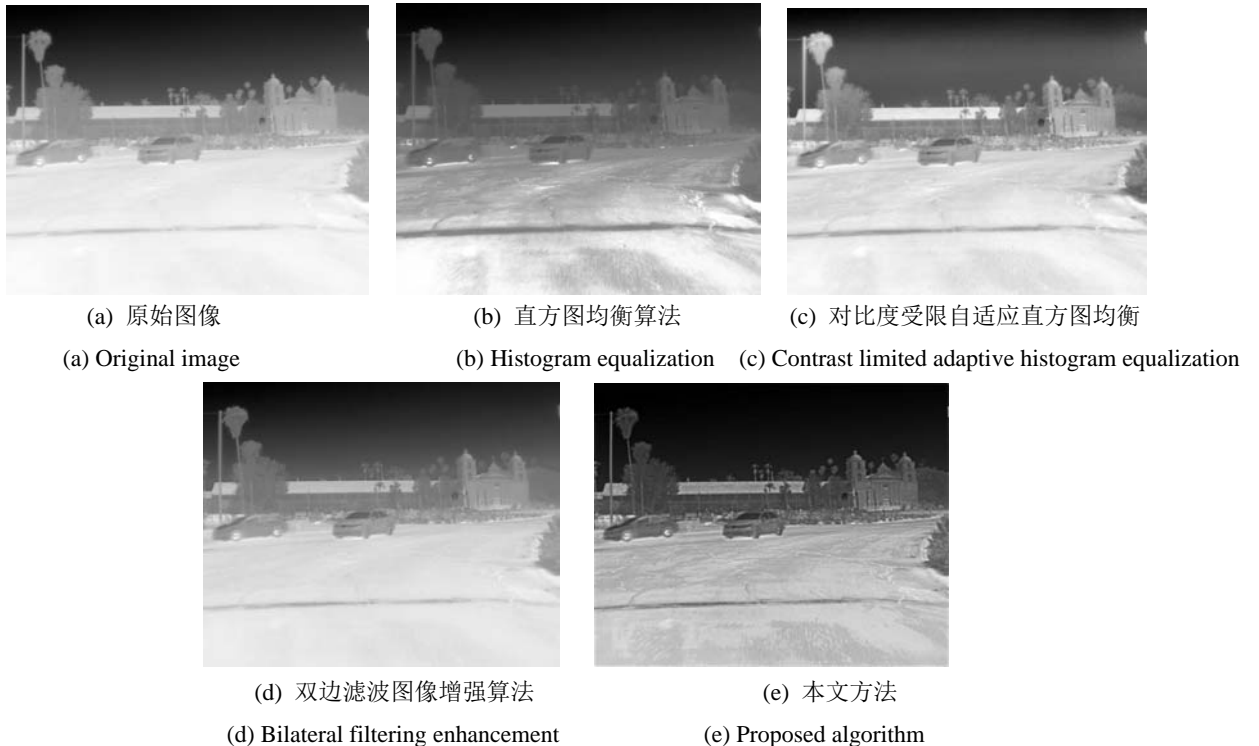 (a) 原始图像 (b) 直方图均衡算法 (c) 对比度受限自适应直方图均衡
(a) Original image (b) Histogram equalization (c) Contrast limited adaptive histogram equalization
(d) 双边滤波图像增强算法 (e) 本文方法
(d) Bilateral filtering enhancement (e) Proposed algorithm